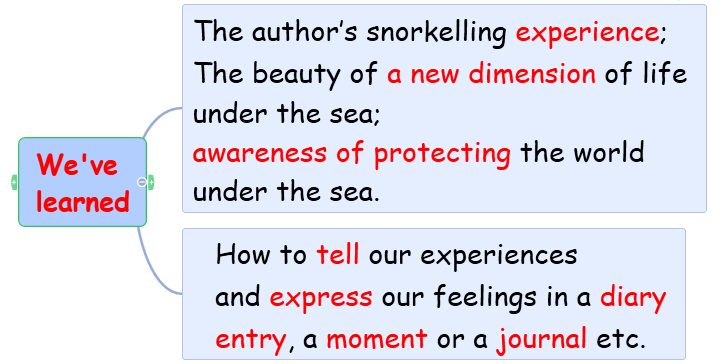 We've
learned
The author’s snorkelling experience;
The beauty of a new dimension of life
under the sea;
awareness of protecting the world
under the sea.
How to tell our experiences
and express our feelings in a diary
entry, a moment or a journal etc.